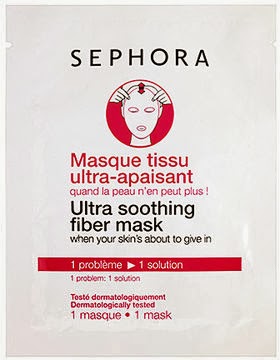 SEPHORA
Masque tissu
ultra-apaisant
quand la peau n'en peut plus !
Ultra soothing
fiber mask
when your skin's about to give in
1 problème ▶ 1 solution
1 problem: 1 solution
Testé dermatologiquement
Dermatologically tested
1 masque • 1 mask